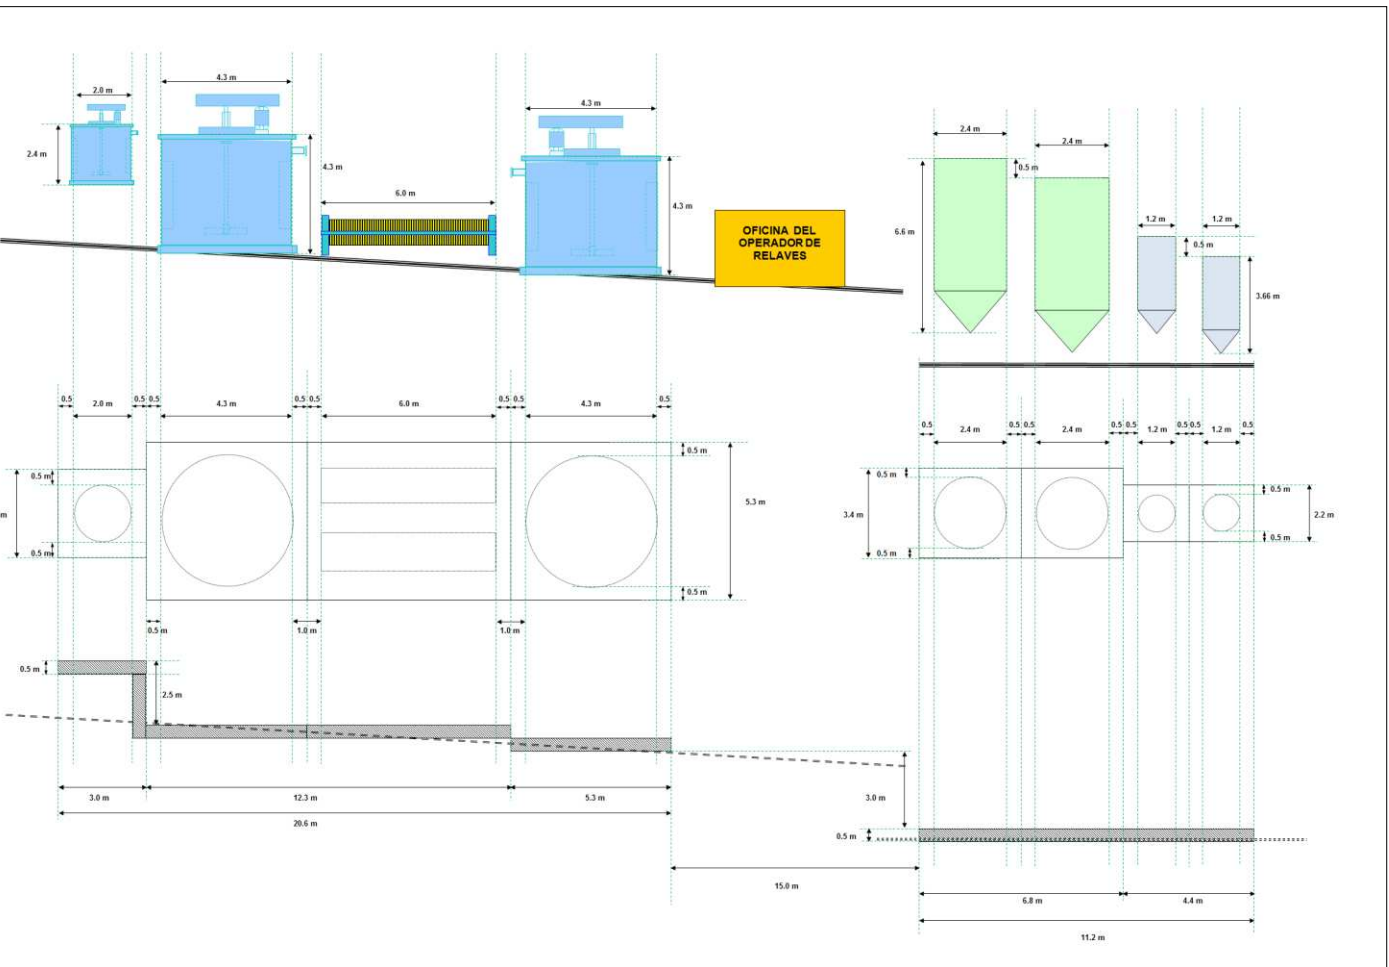 4.3 m
2.0 m
4.3 m
2.4 m
2.4 m
2.4 m
4.3 m
0.5 m
6.0 m
4.3 m
1.2 m
1.2 m
6.6 m
OFICINA DEL
OPERADOR DE
RELAVES
0.5 m
3.66 m
0.5
2.0 m
0.5
0.5
4.3 m
0.5
0.5
6.0 m
0.5
0.5
4.3 m
0.5
0.5
2.4 m
0.5
0.5
2.4 m
0.5
0.5
1.2 m
0.5
0.5
1.2 m
0.5
0.5 m
0.5 m
0.5 m
0.5 m
m
5.3 m
3.4 m
2.2 m
0.5 m
0.5 m
0.5 m
0.5 m
0.5 m
1.0 m
1.0 m
0.5 m
2.5 m
3.0 m
12.3 m
5.3 m
3.0 m
20.6 m
0.5 m
15.0 m
6.8 m
4.4 m
11.2 m